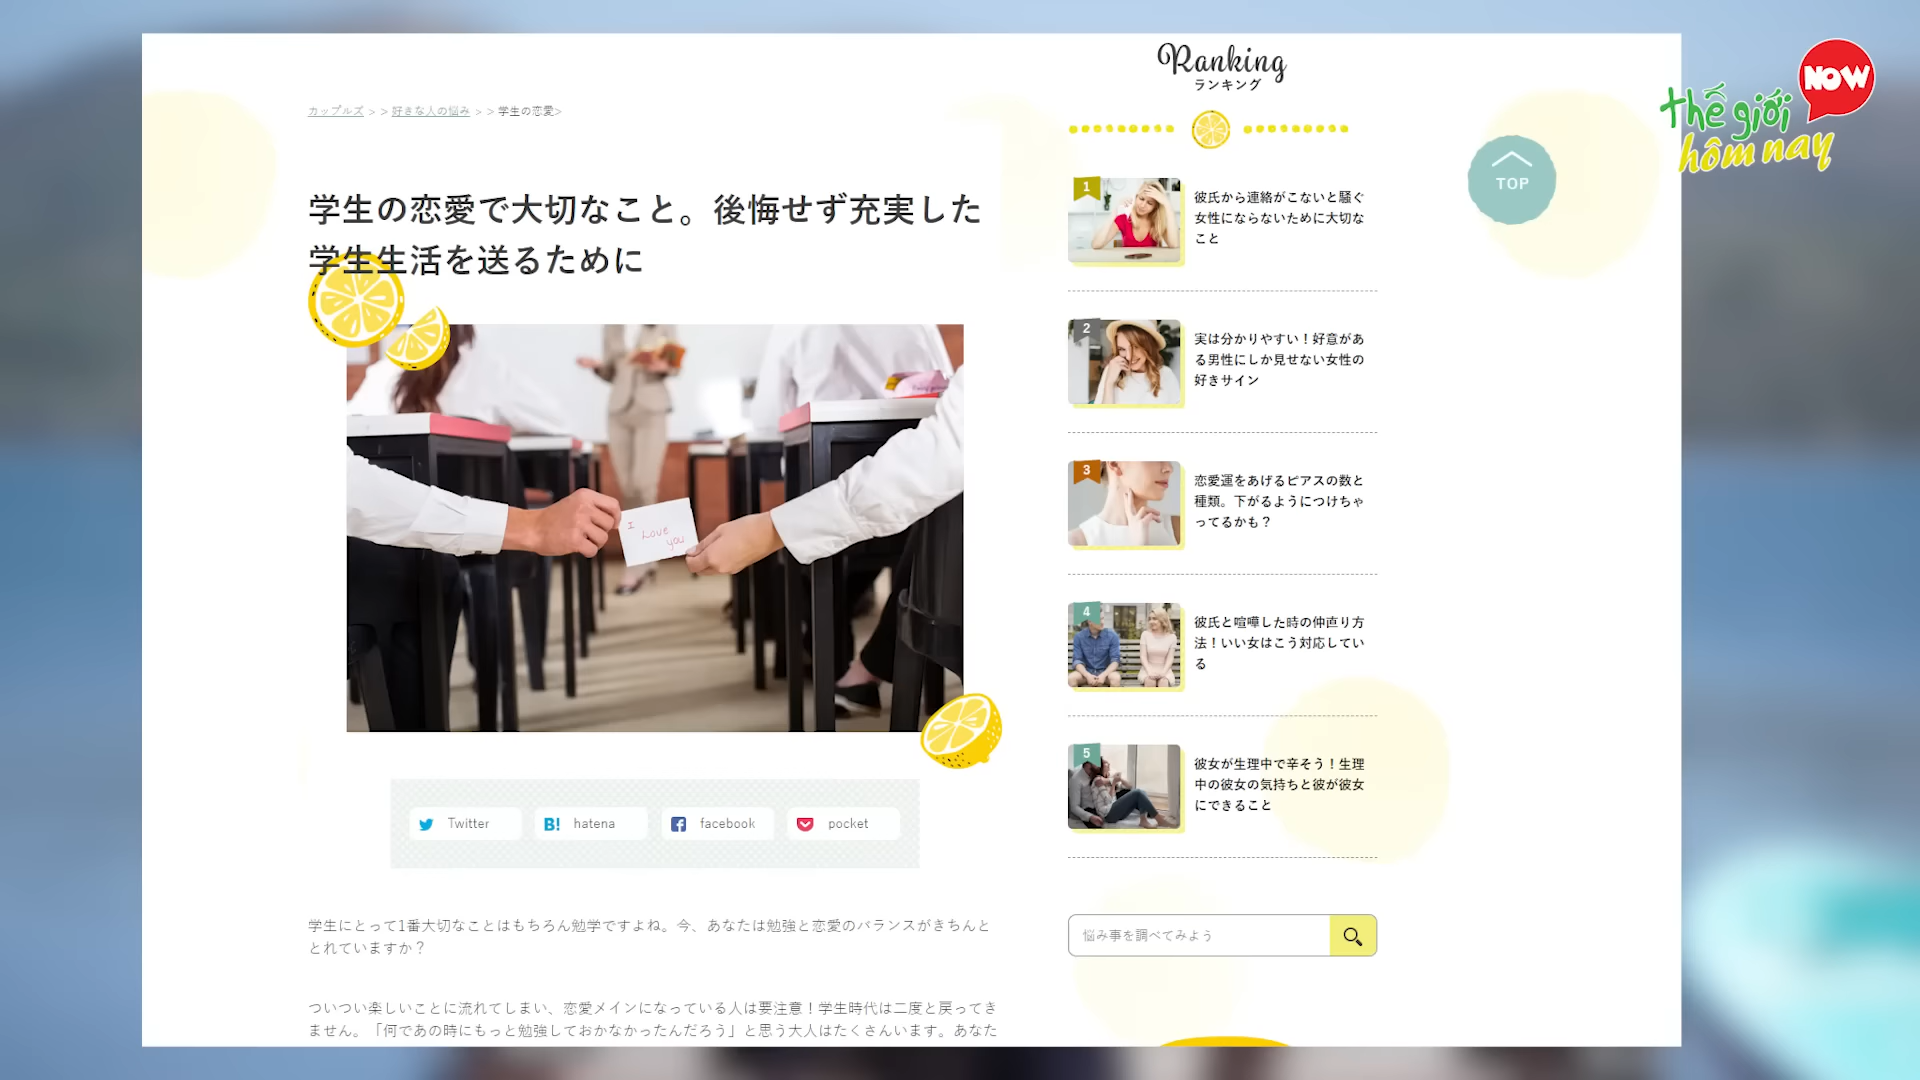 カップルズ > > 好きな人の悩み > > 学生の恋愛>
学生の恋愛で大切なこと。後悔せず充実した
学生生活を送るために
I
Love
you
Twitter
B! hatena
facebook
pocket
学生にとって1番大切なことはもちろん勉学ですよね。今、あなたは勉強と恋愛のバランスがきちんと
とれていますか？
ついつい楽しいことに流れてしまい、恋愛メインになっている人は要注意！学生時代は二度と戻ってき
ません。「何であの時にもっと勉強しておかなかったんだろう」と思う大人はたくさんいます。あなた
Ranking
ランキング
1
彼氏から連絡がこないと騒ぐ
女性にならないために大切な
こと
2
実は分かりやすい！好意があ
る男性にしか見せない女性の
好きサイン
3
恋愛運をあげるピアスの数と
種類。下がるようにつけちゃ
ってるかも？
4
彼氏と喧嘩した時の仲直り方
法！いい女はこう対応してい
る
5
彼女が生理中で辛そう！生理
中の彼女の気持ちと彼が彼女
にできること
悩み事を調べてみよう
TOP
NOW
thế giới
hôm nay